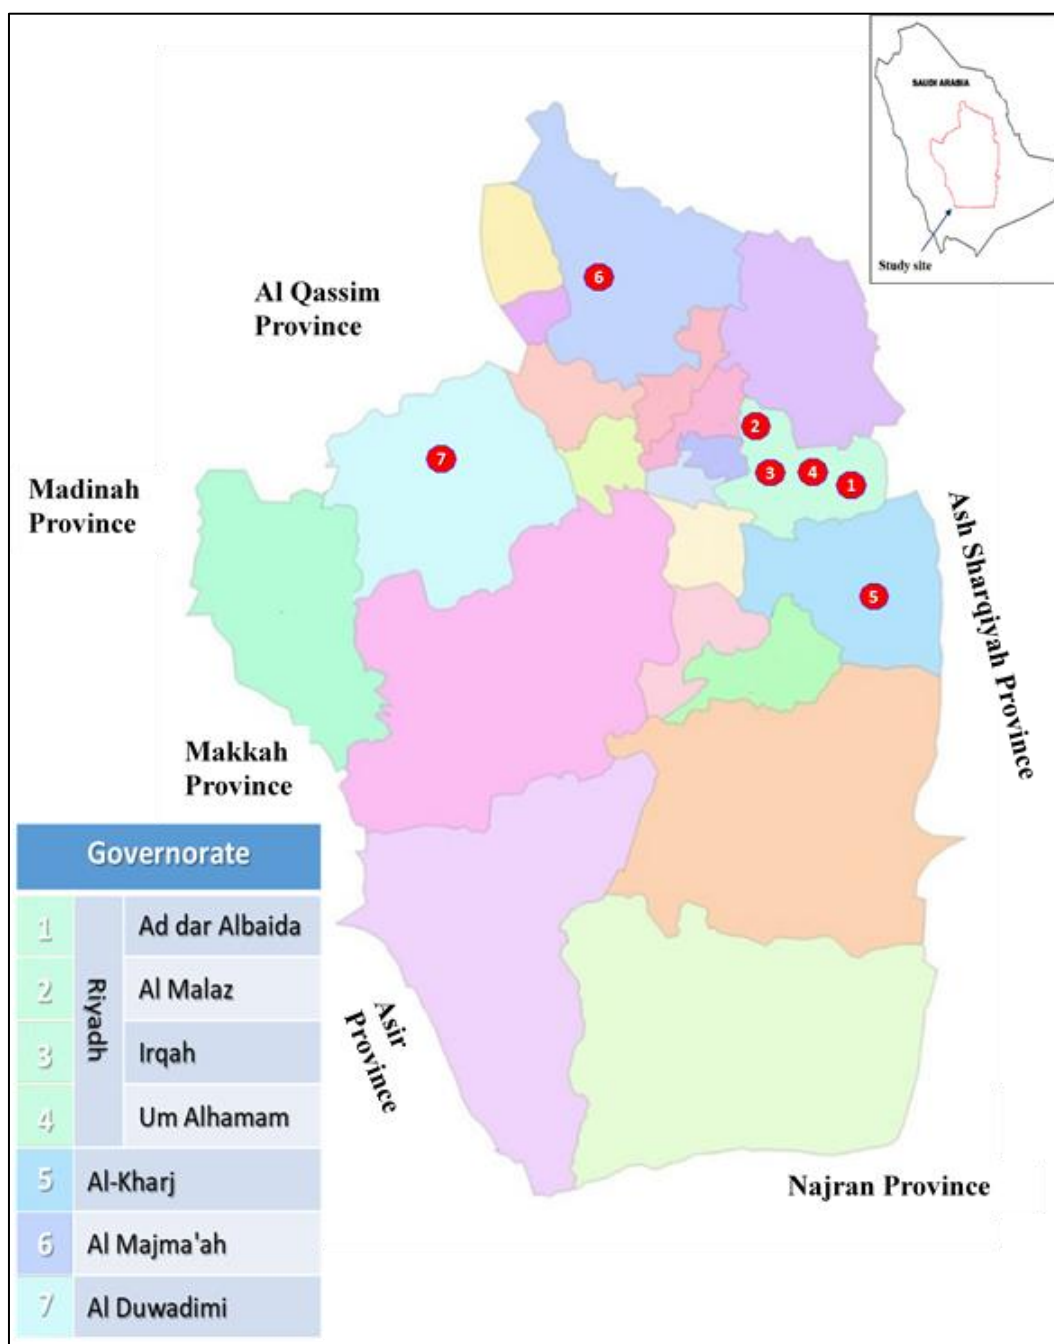 SAUDI ARABIA
Study site
6
Al Qassim
Province
2
7
3
4
1
Madinah
Province
Ash Sharqiyah Province
5
Makkah
Province
Governorate
1
Ad dar Albaida
2
Riyadh
Al Malaz
3
Irqah
4
Um Alhamam
5
Al-Kharj
6
Al Majma'ah
7
Al Duwadimi
Asir
Province
Najran Province